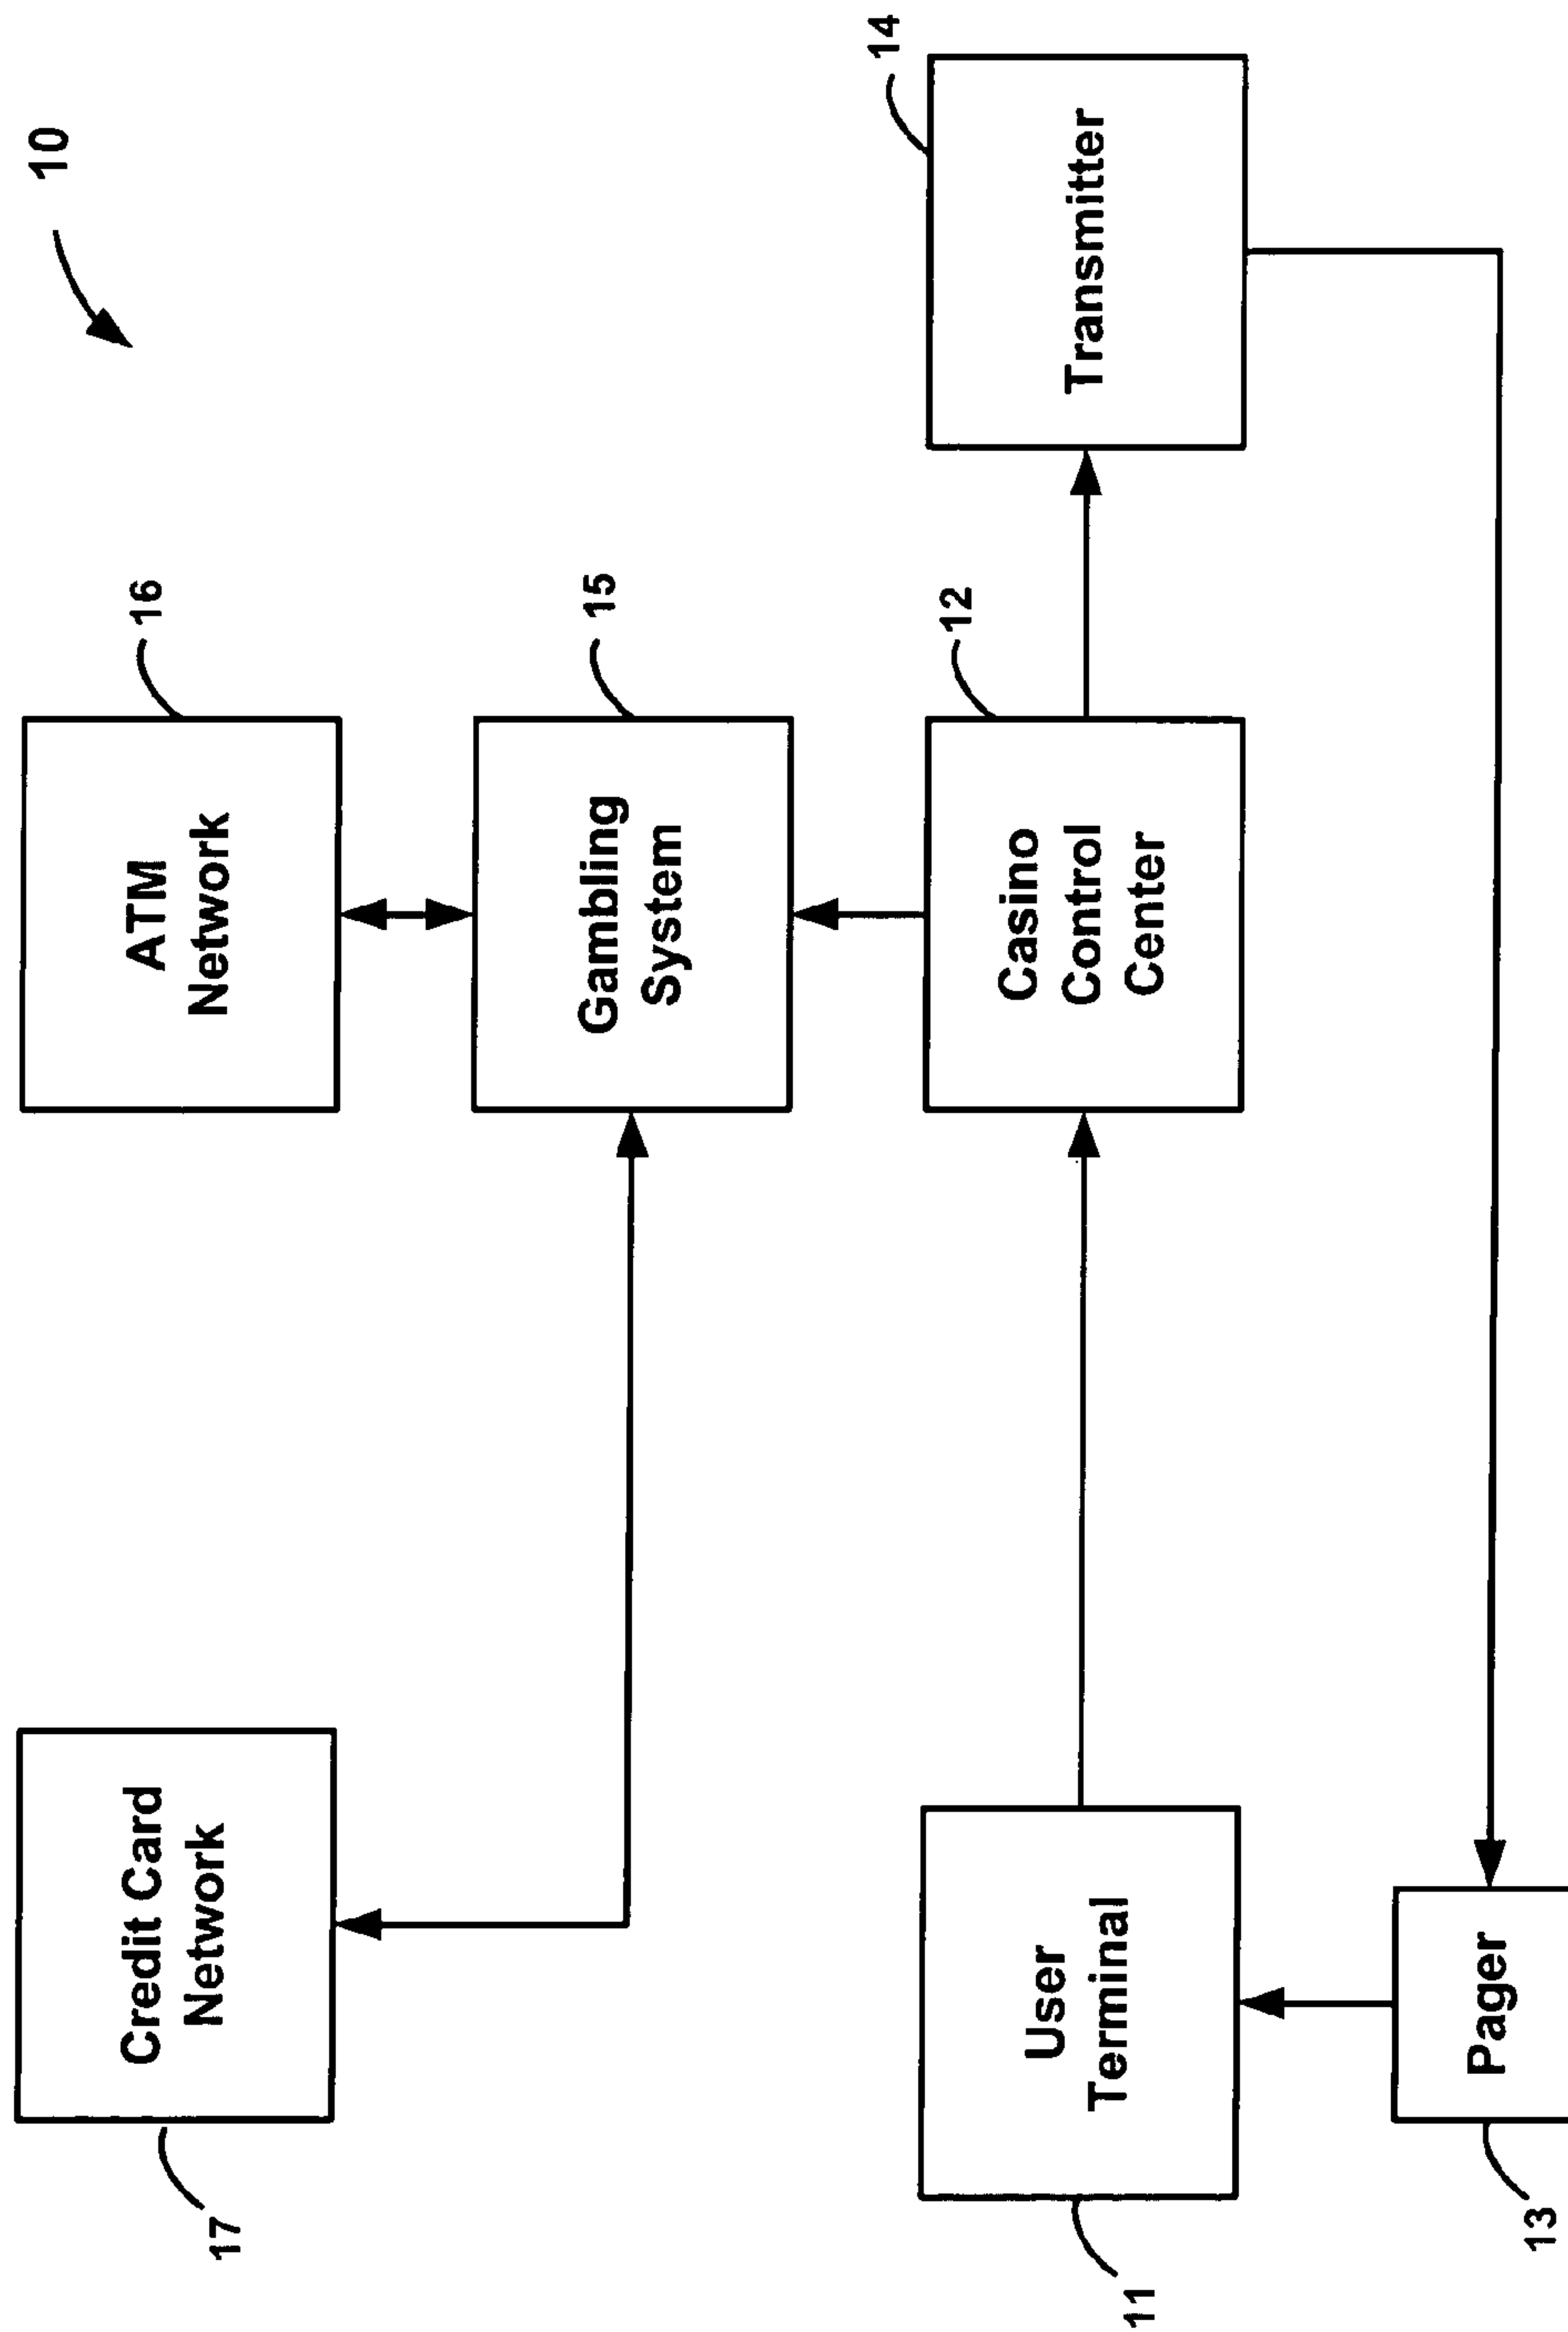 10
Credit Card
Network
17
ATM
Network
16
Gambling
System
15
User
Terminal
11
Casino
Control
Center
12
Transmitter
14
Pager
13